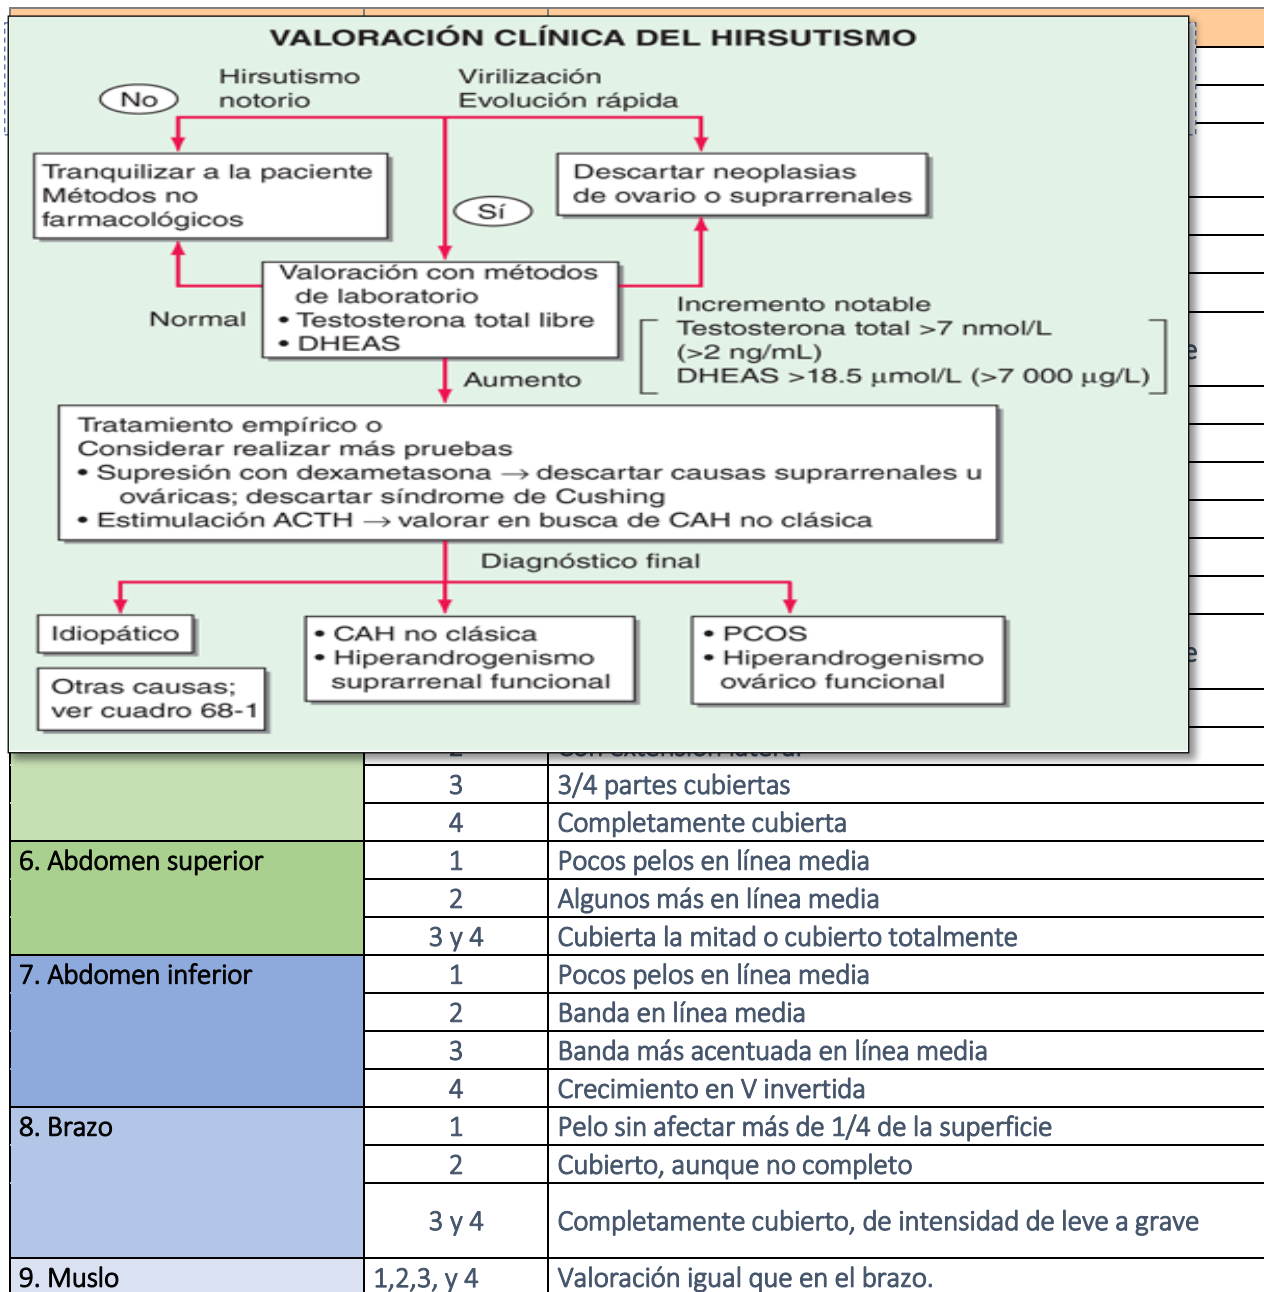 VALORACIÓN CLÍNICA DEL HIRSUTISMO
No
Hirsutismo
notorio
Virilización
Evolución rápida
Tranquilizar a la paciente
Métodos no
farmacológicos
Sí
Descartar neoplasias
de ovario o suprarrenales
Valoración con métodos
de laboratorio
• Testosterona total libre
• DHEAS
Normal
Incremento notable
Testosterona total >7 nmol/L
(>2 ng/mL)
DHEAS >18.5 μmol/L (>7 000 μg/L)
Aumento
Tratamiento empírico o
Considerar realizar más pruebas
• Supresión con dexametasona → descartar causas suprarrenales u
ováricas; descartar síndrome de Cushing
• Estimulación ACTH → valorar en busca de CAH no clásica
Diagnóstico final
Idiopático
Otras causas;
ver cuadro 68-1
• CAH no clásica
• Hiperandrogenismo
suprarrenal funcional
• PCOS
• Hiperandrogenismo
ovárico funcional
3 3/4 partes cubiertas
4 Completamente cubierta
6. Abdomen superior 1 Pocos pelos en línea media
2 Algunos más en línea media
3 y 4 Cubierta la mitad o cubierto totalmente
7. Abdomen inferior 1 Pocos pelos en línea media
2 Banda en línea media
3 Banda más acentuada en línea media
4 Crecimiento en V invertida
8. Brazo 1 Pelo sin afectar más de 1/4 de la superficie
2 Cubierto, aunque no completo
3 y 4 Completamente cubierto, de intensidad de leve a grave
9. Muslo 1,2,3, y 4 Valoración igual que en el brazo.